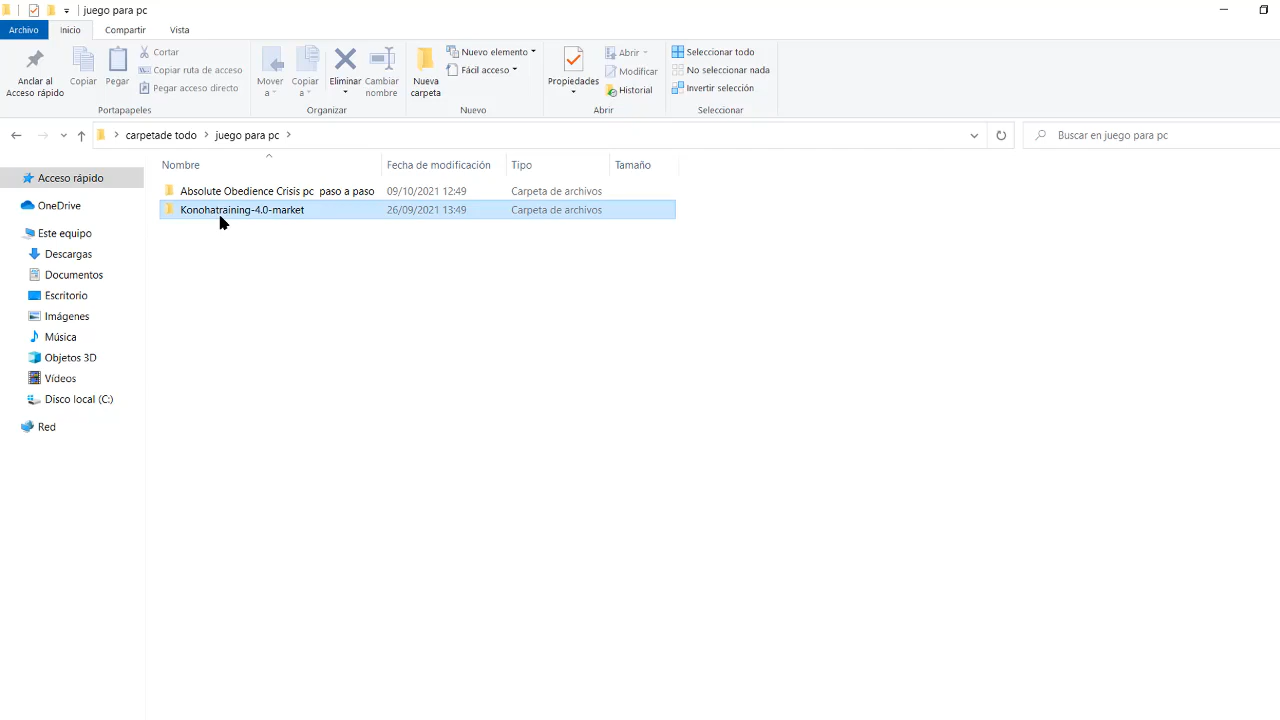 juego para pc
Archivo Inicio Compartir Vista
Anclar al Acceso rápido
Copiar
Pegar
Cortar
Copiar ruta de acceso
Pegar acceso directo
Portapapeles
Mover a
Copiar a
Eliminar
Cambiar nombre
Organizar
Nueva carpeta
Nuevo elemento
Fácil acceso
Nuevo
Propiedades
Abrir
Modificar
Historial
Abrir
Seleccionar todo
No seleccionar nada
Invertir selección
Seleccionar
carpetade todo juego para pc
Buscar en juego para pc
Nombre Fecha de modificación Tipo Tamaño
Absolute Obedience Crisis pc paso a paso 09/10/2021 12:49 Carpeta de archivos
Konohatraining-4.0-market 26/09/2021 13:49 Carpeta de archivos
Acceso rápido
OneDrive
Este equipo
Descargas
Documentos
Escritorio
Imágenes
Música
Objetos 3D
Vídeos
Disco local (C:)
Red